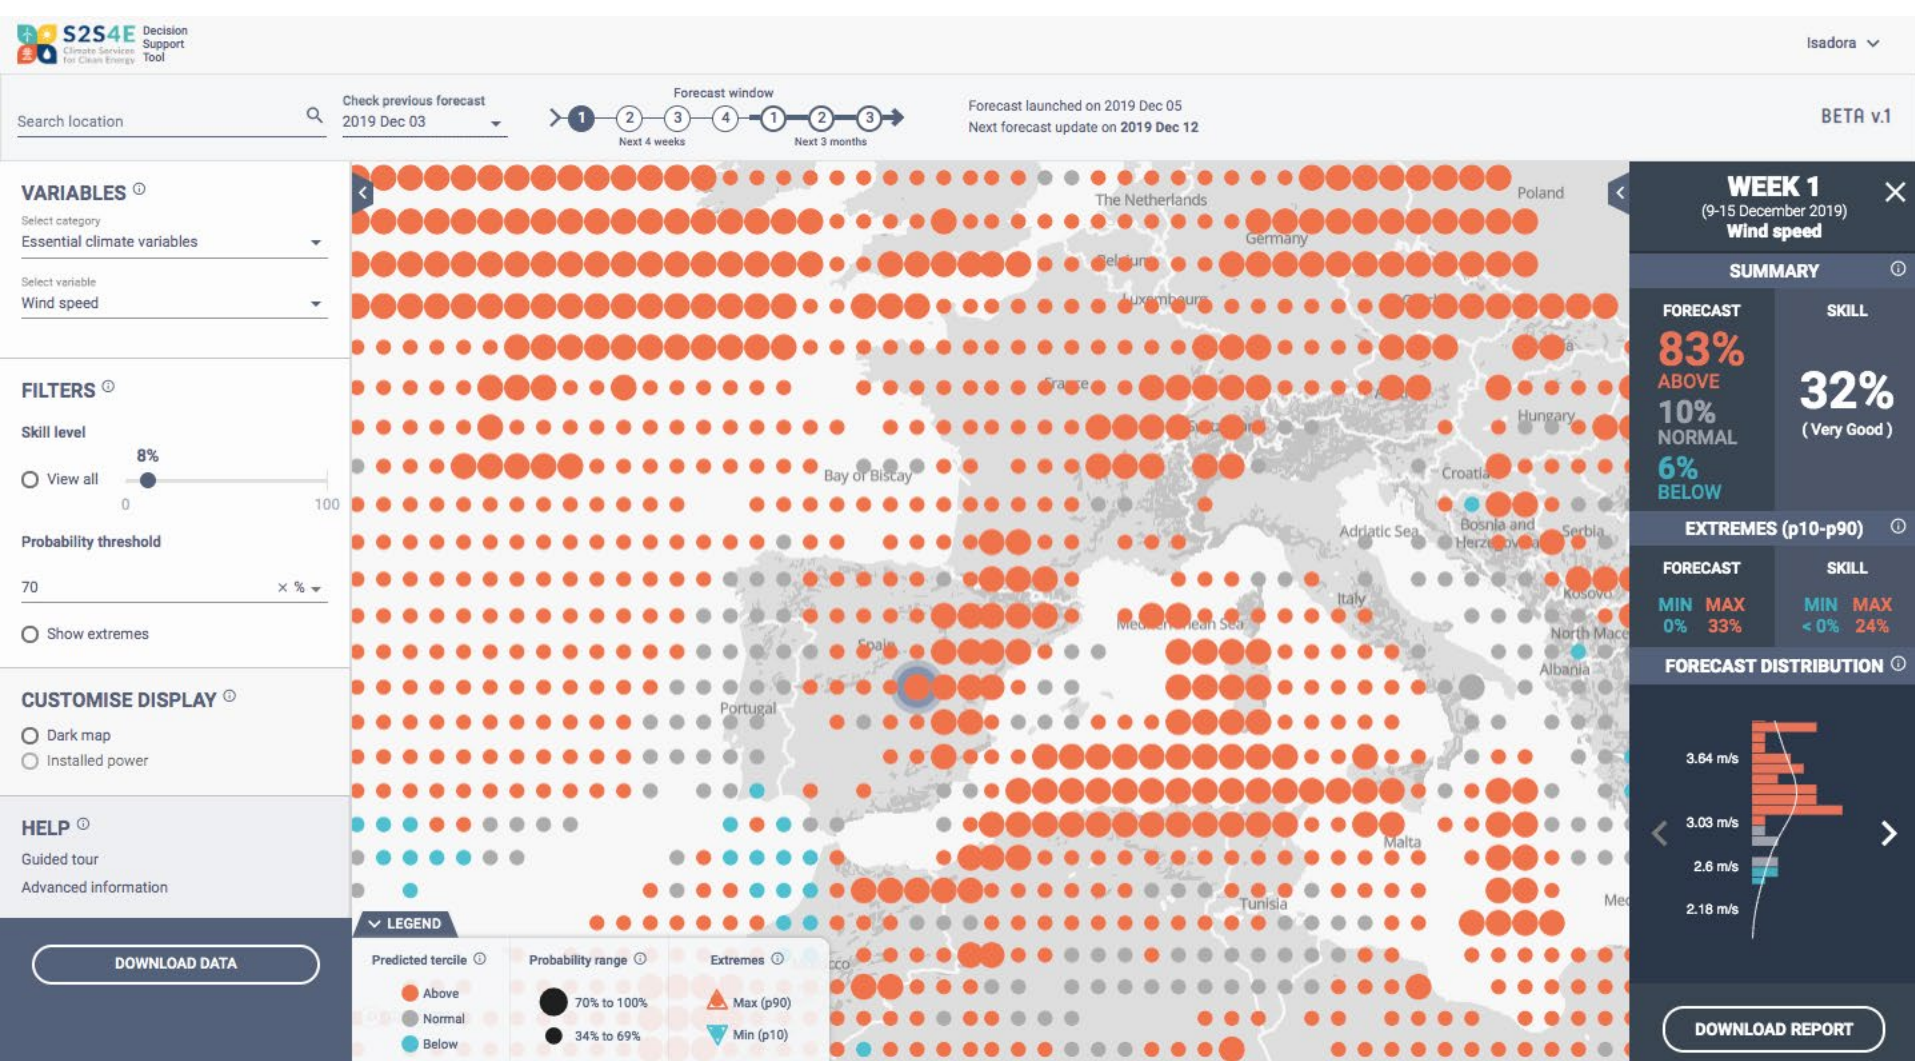 S2S4E
Climate Services
for Clean Energy
Decision
Support
Tool
Isadora
Search location
Check previous forecast
2019 Dec 03
Forecast window
1 2 3 4 1 2 3
Next 4 weeks
Next 3 months
Forecast launched on 2019 Dec 05
Next forecast update on 2019 Dec 12
BETA v.1
VARIABLES
Select category
Essential climate variables
Select variable
Wind speed
FILTERS
Skill level
8%
View all
0 100
Probability threshold
70 × %
Show extremes
CUSTOMISE DISPLAY
Dark map
Installed power
HELP
Guided tour
Advanced information
DOWNLOAD DATA
The Netherlands
Poland
Germany
Belgium
Luxembourg
France
Hungary
Bay of Biscay
Croatia
Adriatic Sea
Bosnia and
Herzegovina
Serbia
Kosovo
Italy
Mediterranean Sea
North Mace
Spain
Albania
Portugal
Malta
Tunisia
Med
cco
LEGEND
Predicted tercile
Above
Normal
Below
Probability range
70% to 100%
34% to 69%
Extremes
Max (p90)
Min (p10)
WEEK 1
(9-15 December 2019)
Wind speed
SUMMARY
FORECAST
83%
ABOVE
10%
NORMAL
6%
BELOW
SKILL
32%
( Very Good )
EXTREMES (p10-p90)
FORECAST
MIN MAX
0% 33%
SKILL
MIN MAX
< 0% 24%
FORECAST DISTRIBUTION
3.64 m/s
3.03 m/s
2.6 m/s
2.18 m/s
DOWNLOAD REPORT